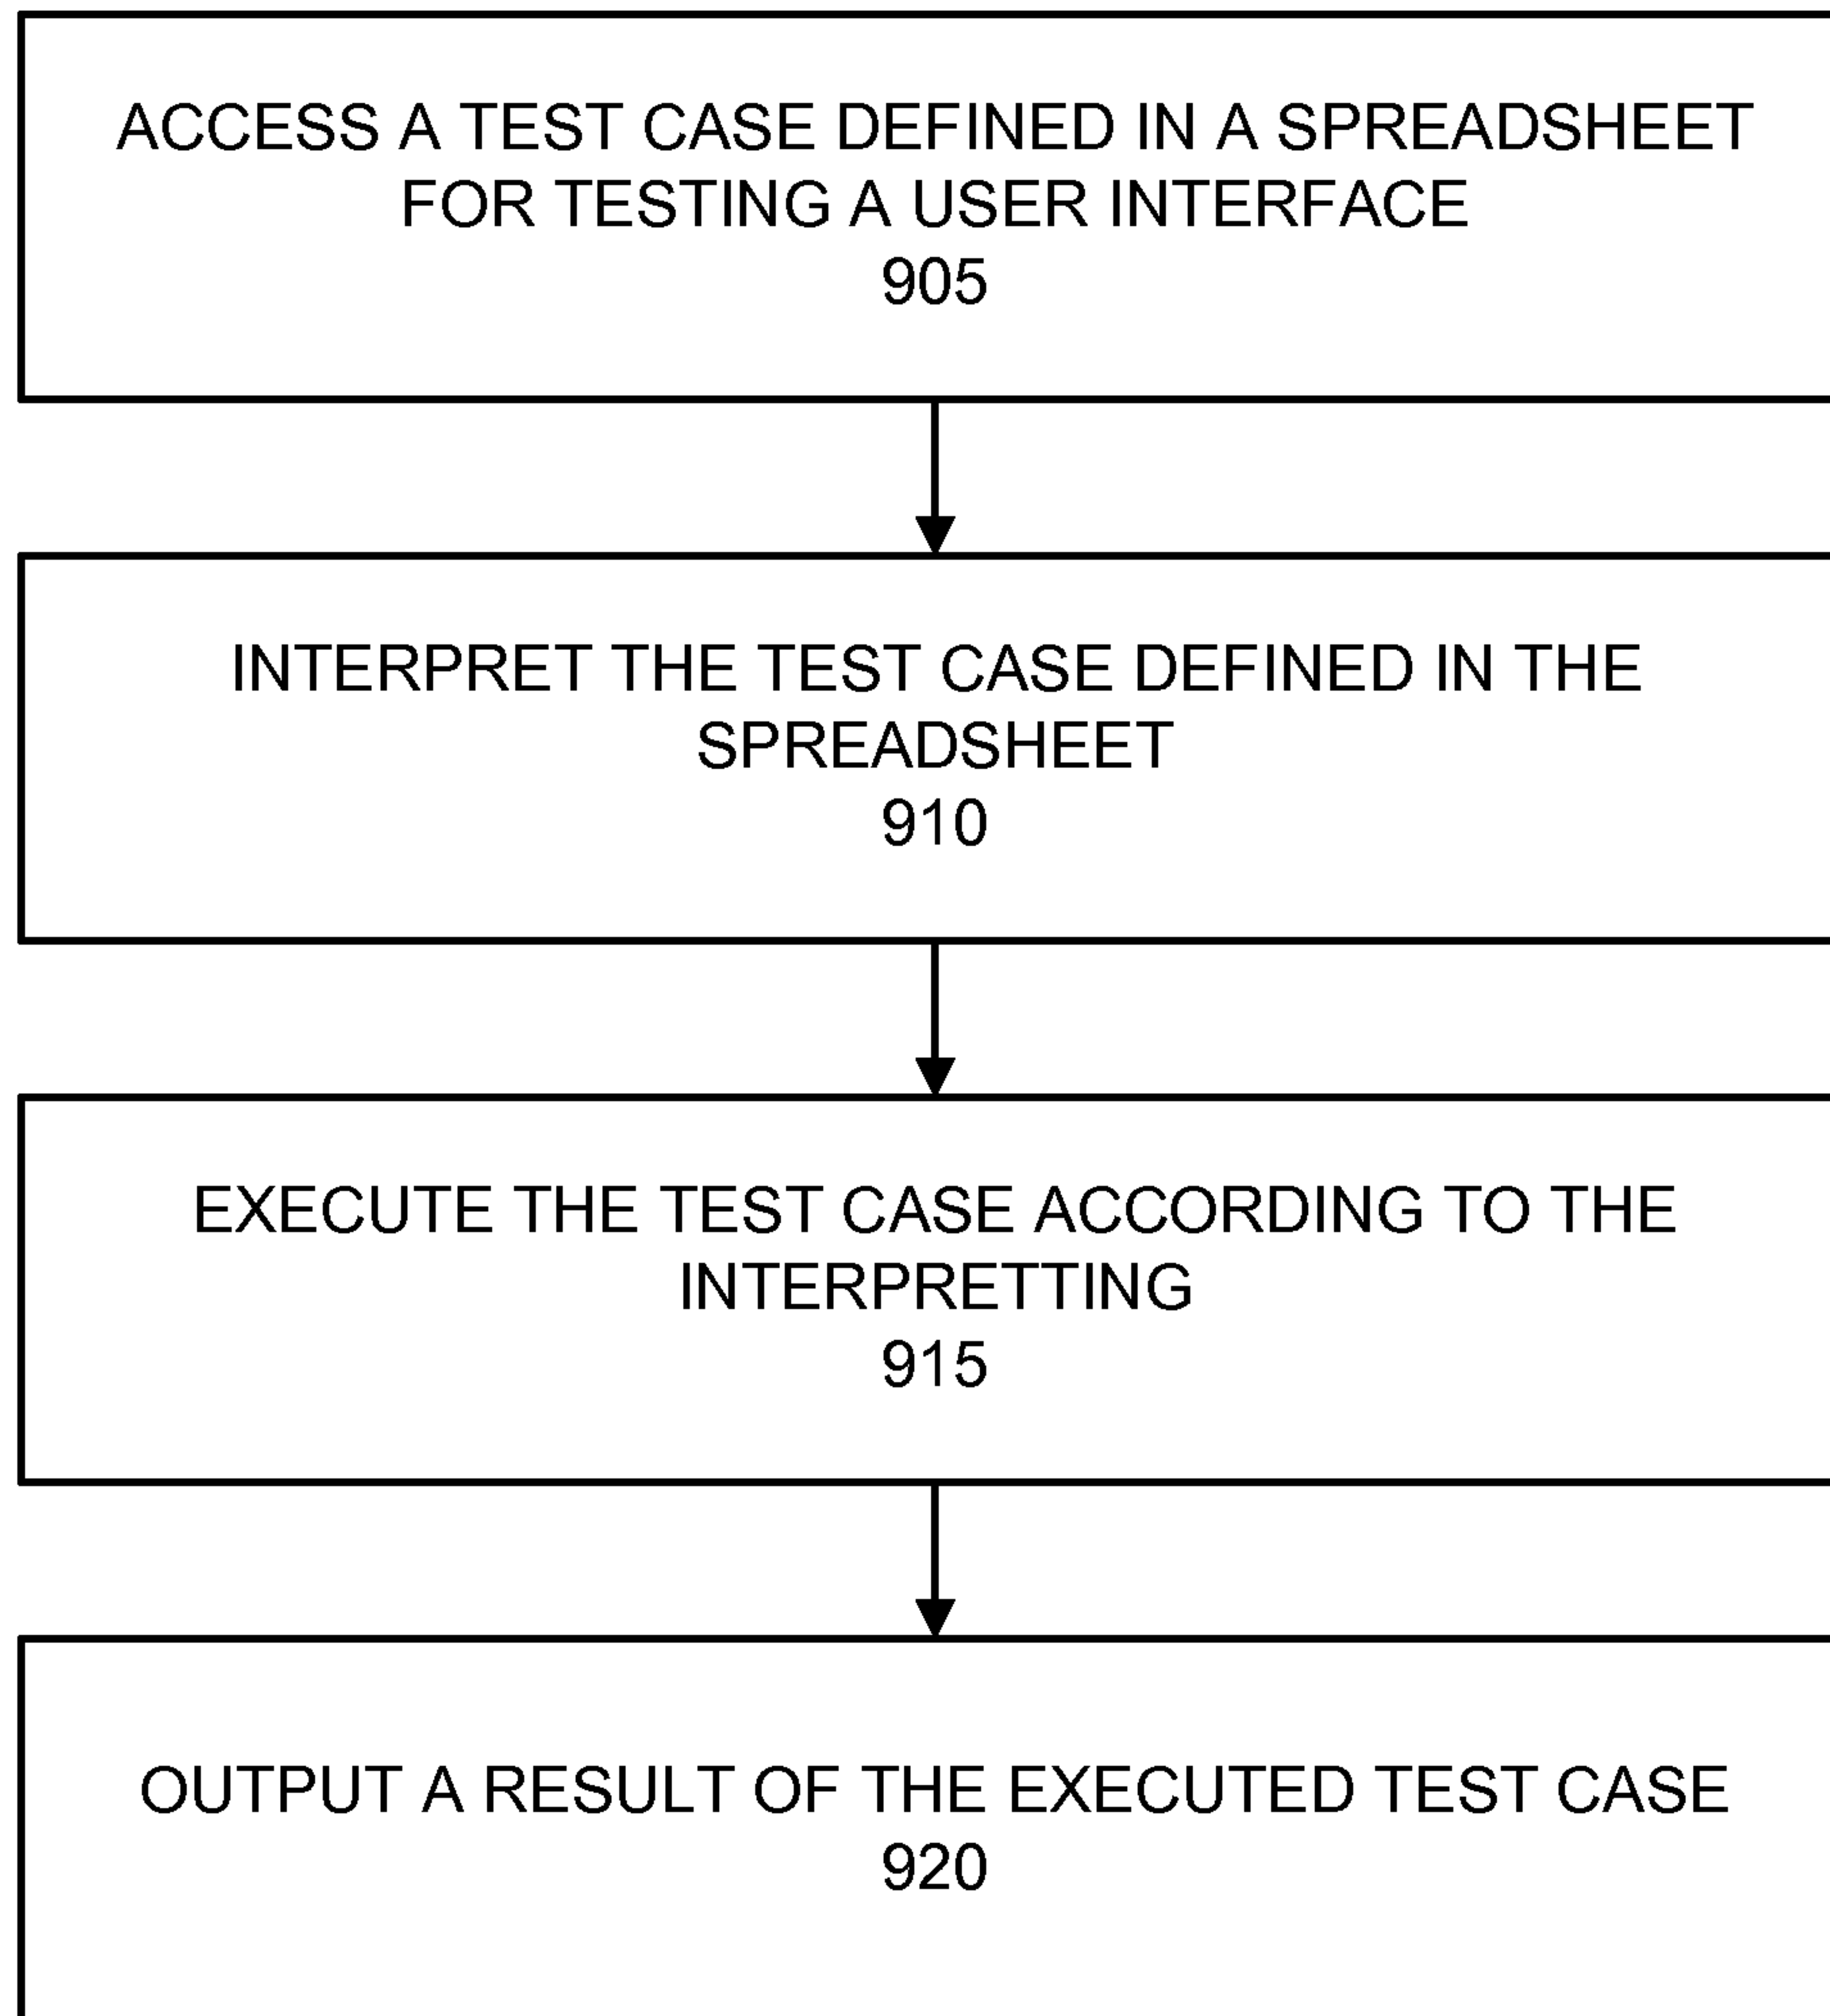 ACCESS A TEST CASE DEFINED IN A SPREADSHEET
FOR TESTING A USER INTERFACE
905
INTERPRET THE TEST CASE DEFINED IN THE
SPREADSHEET
910
EXECUTE THE TEST CASE ACCORDING TO THE
INTERPRETTING
915
OUTPUT A RESULT OF THE EXECUTED TEST CASE
920